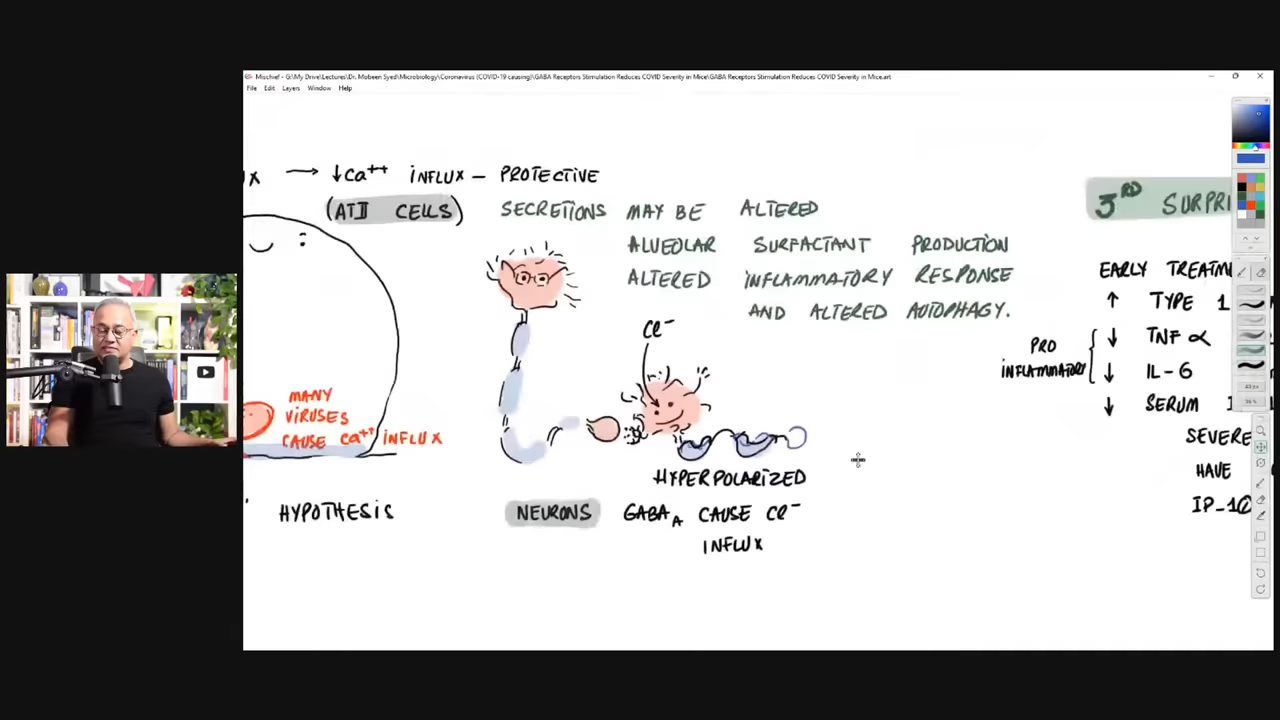 Mischief - G:\My Drive\Lectures\Dr. Mobeen Syed\Microbiology\Coronavirus (COVID-19 causing)\GABA Receptors Stimulation Reduces COVID Severity in Mice\GABA Receptors Stimulation Reduces COVID Severity in Mice.art
File Edit Layers Window Help
UX → ↓Ca++ INFLUX – PROTECTIVE
(ATII CELLS)
SECRETIONS MAY BE ALTERED
ALVEOLAR SURFACTANT PRODUCTION
ALTERED INFLAMMATORY RESPONSE
AND ALTERED AUTOPHAGY.
Cl-
MANY
VIRUSES
CAUSE Ca++ INFLUX
HYPERPOLARIZED
HYPOTHESIS
NEURONS GABAA CAUSE Cl-
INFLUX
3RD SURPRI
EARLY TREATM
↑ TYPE 1
PRO INFLAMMATORY
↓ TNF α
↓ IL-6
↓ SERUM
SEVERE
HAVE
IP-10